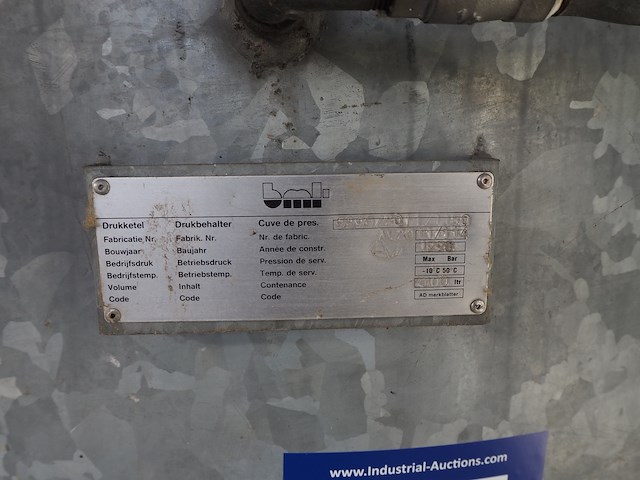 bmt
Drukketel Drukbehalter Cuve de pres.
Fabricatie Nr. Fabrik. Nr. Nr. de fabric.
Bouwjaar Baujahr Année de constr.
Bedrijfsdruk Betriebsdruck Pression de serv. Max Bar
Bedrijfstemp. Betriebstemp. Temp. de serv. -10°C 50°C
Volume Inhalt Contenance ltr
Code Code Code AD merkblatter
www.Industrial-Auctions.com